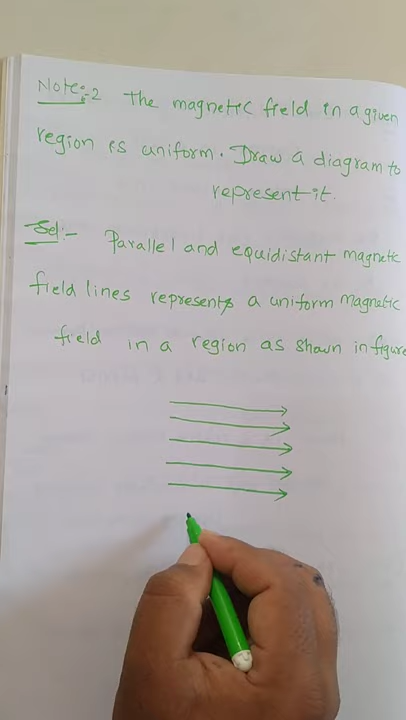 Note:-2 The magnetic field in a given
region is uniform. Draw a diagram to
represent it.
Sol:- Parallel and equidistant magnetic
field lines represents a uniform magnetic
field in a region as shown in figure